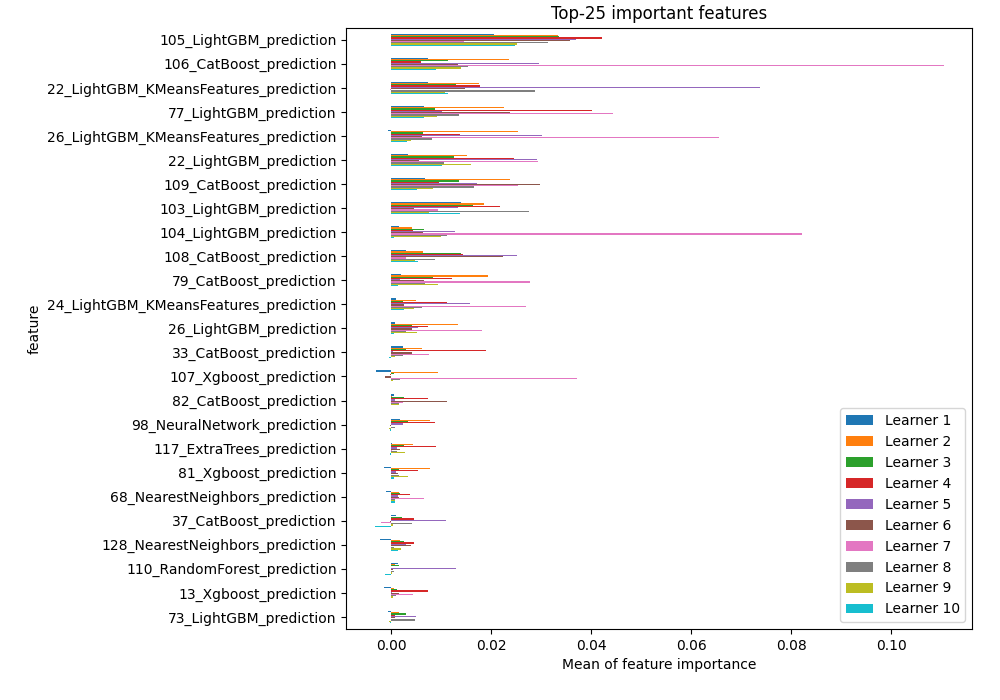 Top-25 important features
105_LightGBM_prediction
106_CatBoost_prediction
22_LightGBM_KMeansFeatures_prediction
77_LightGBM_prediction
26_LightGBM_KMeansFeatures_prediction
22_LightGBM_prediction
109_CatBoost_prediction
103_LightGBM_prediction
104_LightGBM_prediction
108_CatBoost_prediction
79_CatBoost_prediction
24_LightGBM_KMeansFeatures_prediction
26_LightGBM_prediction
33_CatBoost_prediction
107_Xgboost_prediction
82_CatBoost_prediction
98_NeuralNetwork_prediction
117_ExtraTrees_prediction
81_Xgboost_prediction
68_NearestNeighbors_prediction
37_CatBoost_prediction
128_NearestNeighbors_prediction
110_RandomForest_prediction
13_Xgboost_prediction
73_LightGBM_prediction
feature
Learner 1
Learner 2
Learner 3
Learner 4
Learner 5
Learner 6
Learner 7
Learner 8
Learner 9
Learner 10
0.00 0.02 0.04 0.06 0.08 0.10
Mean of feature importance